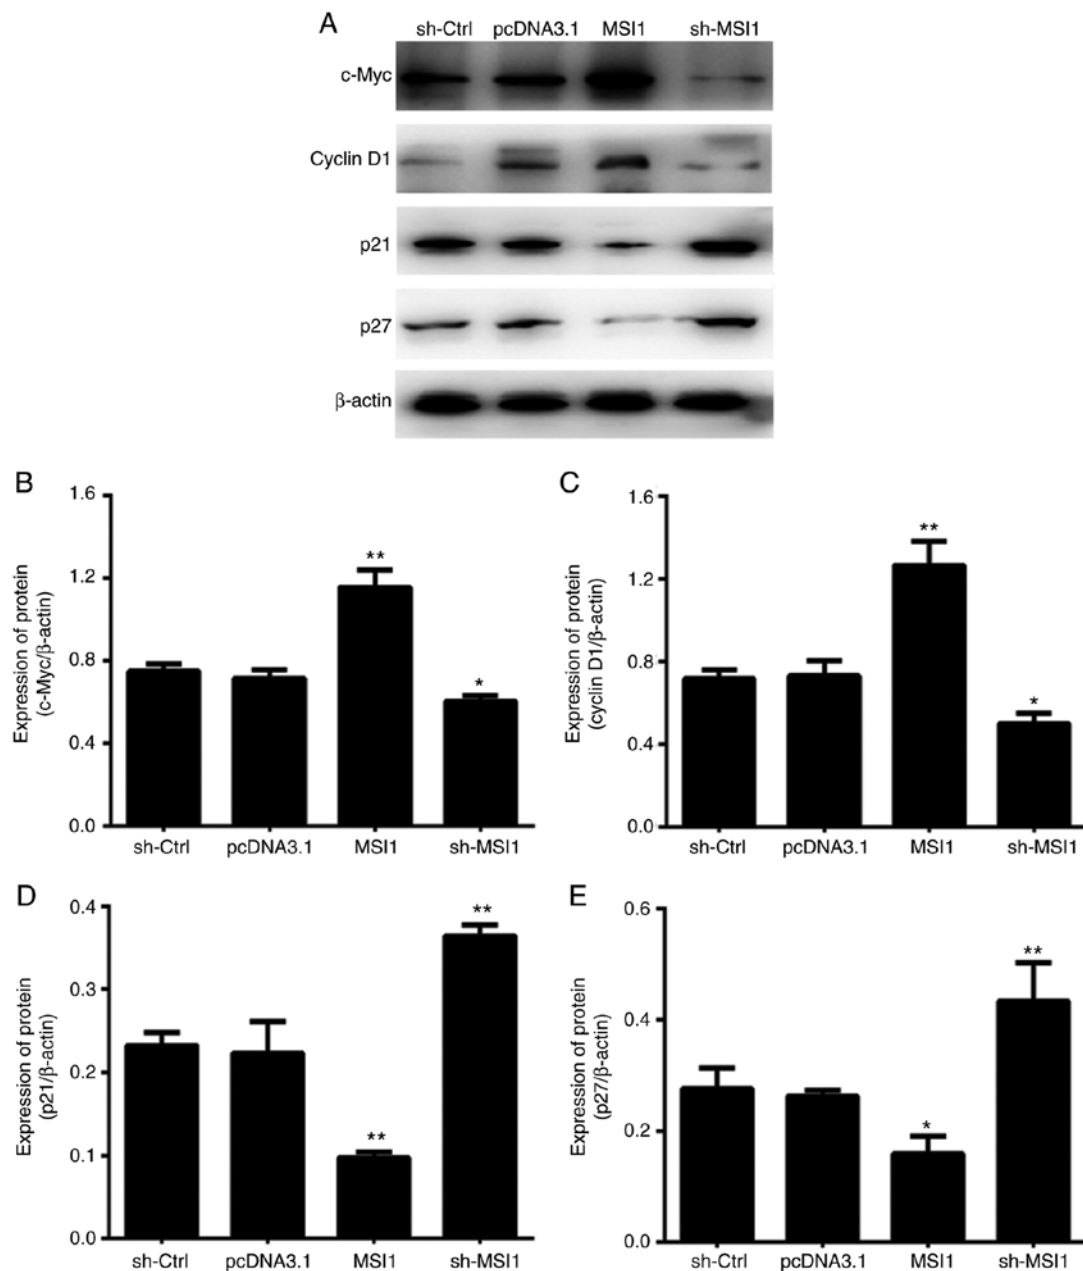 A
sh-Ctrl pcDNA3.1 MSI1 sh-MSI1
c-Myc
Cyclin D1
p21
p27
β-actin
B
Expression of protein
(c-Myc/β-actin)
1.6
1.2
0.8
0.4
0.0
**
*
sh-Ctrl pcDNA3.1 MSI1 sh-MSI1
C
Expression of protein
(cyclin D1/β-actin)
1.6
1.2
0.8
0.4
0.0
**
*
sh-Ctrl pcDNA3.1 MSI1 sh-MSI1
D
Expression of protein
(p21/β-actin)
0.4
0.3
0.2
0.1
0.0
**
**
sh-Ctrl pcDNA3.1 MSI1 sh-MSI1
E
Expression of protein
(p27/β-actin)
0.6
0.4
0.2
0.0
*
**
sh-Ctrl pcDNA3.1 MSI1 sh-MSI1